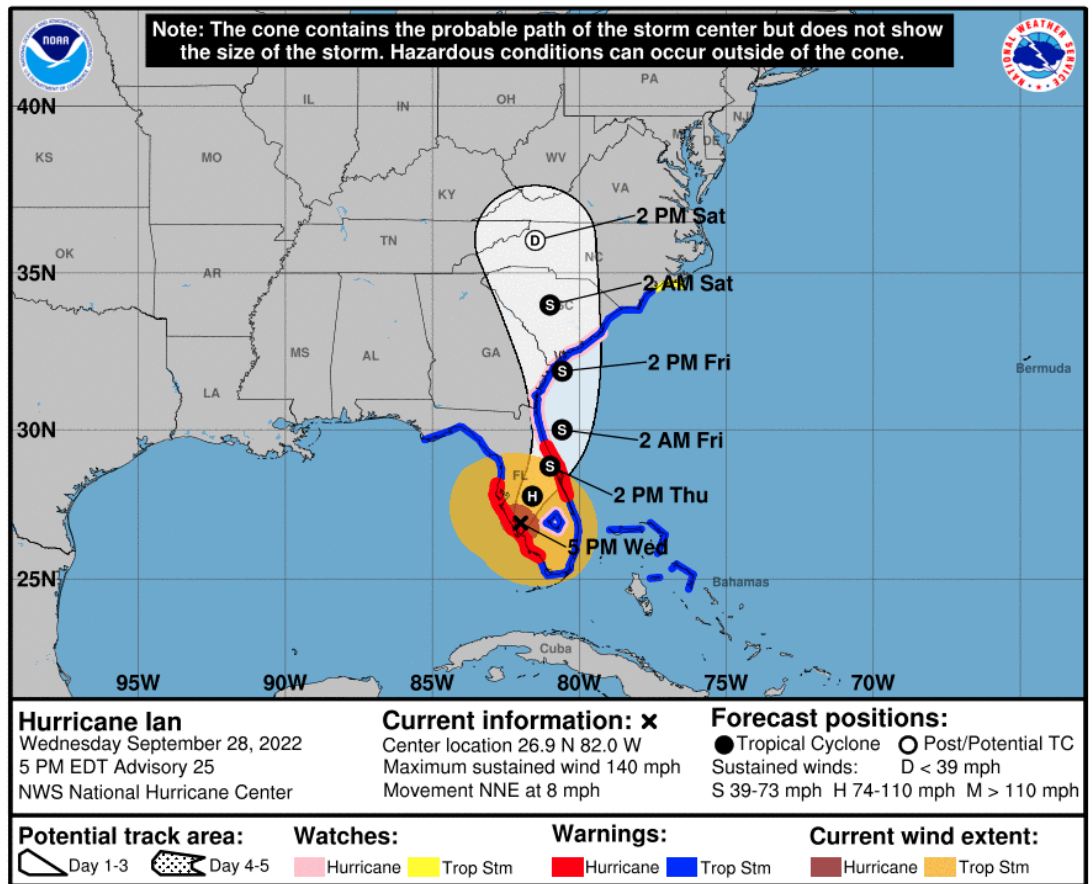 Note: The cone contains the probable path of the storm center but does not show
the size of the storm. Hazardous conditions can occur outside of the cone.
NOAA
NATIONAL WEATHER SERVICE
40N
35N
30N
25N
95W
90W
85W
80W
75W
70W
PA
IL
IN
OH
NJ
DE
KS
MO
WV
KY
VA
2 PM Sat
D
TN
NC
OK
AR
2 AM Sat
S
SC
MS
AL
GA
2 PM Fri
S
Bermuda
LA
2 AM Fri
S
FL
S
2 PM Thu
H
5 PM Wed
Bahamas
Cuba
Hurricane Ian
Wednesday September 28, 2022
5 PM EDT Advisory 25
NWS National Hurricane Center
Current information: x
Center location 26.9 N 82.0 W
Maximum sustained wind 140 mph
Movement NNE at 8 mph
Forecast positions:
Tropical Cyclone Post/Potential TC
Sustained winds: D < 39 mph
S 39-73 mph H 74-110 mph M > 110 mph
Potential track area:
Day 1-3 Day 4-5
Watches:
Hurricane Trop Stm
Warnings:
Hurricane Trop Stm
Current wind extent:
Hurricane Trop Stm